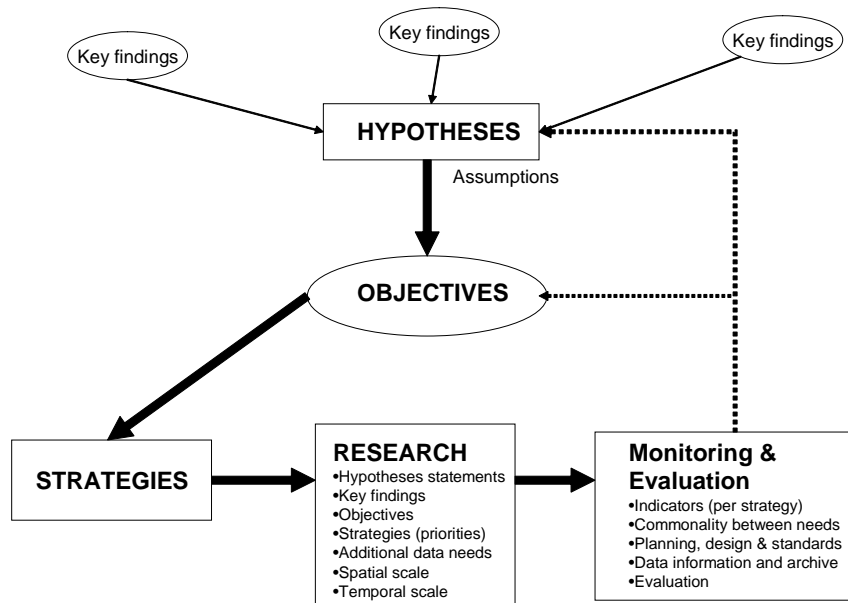 Key findings
Key findings
Key findings
HYPOTHESES
Assumptions
OBJECTIVES
STRATEGIES
RESEARCH
•Hypotheses statements
•Key findings
•Objectives
•Strategies (priorities)
•Additional data needs
•Spatial scale
•Temporal scale
Monitoring &
Evaluation
•Indicators (per strategy)
•Commonality between needs
•Planning, design & standards
•Data information and archive
•Evaluation